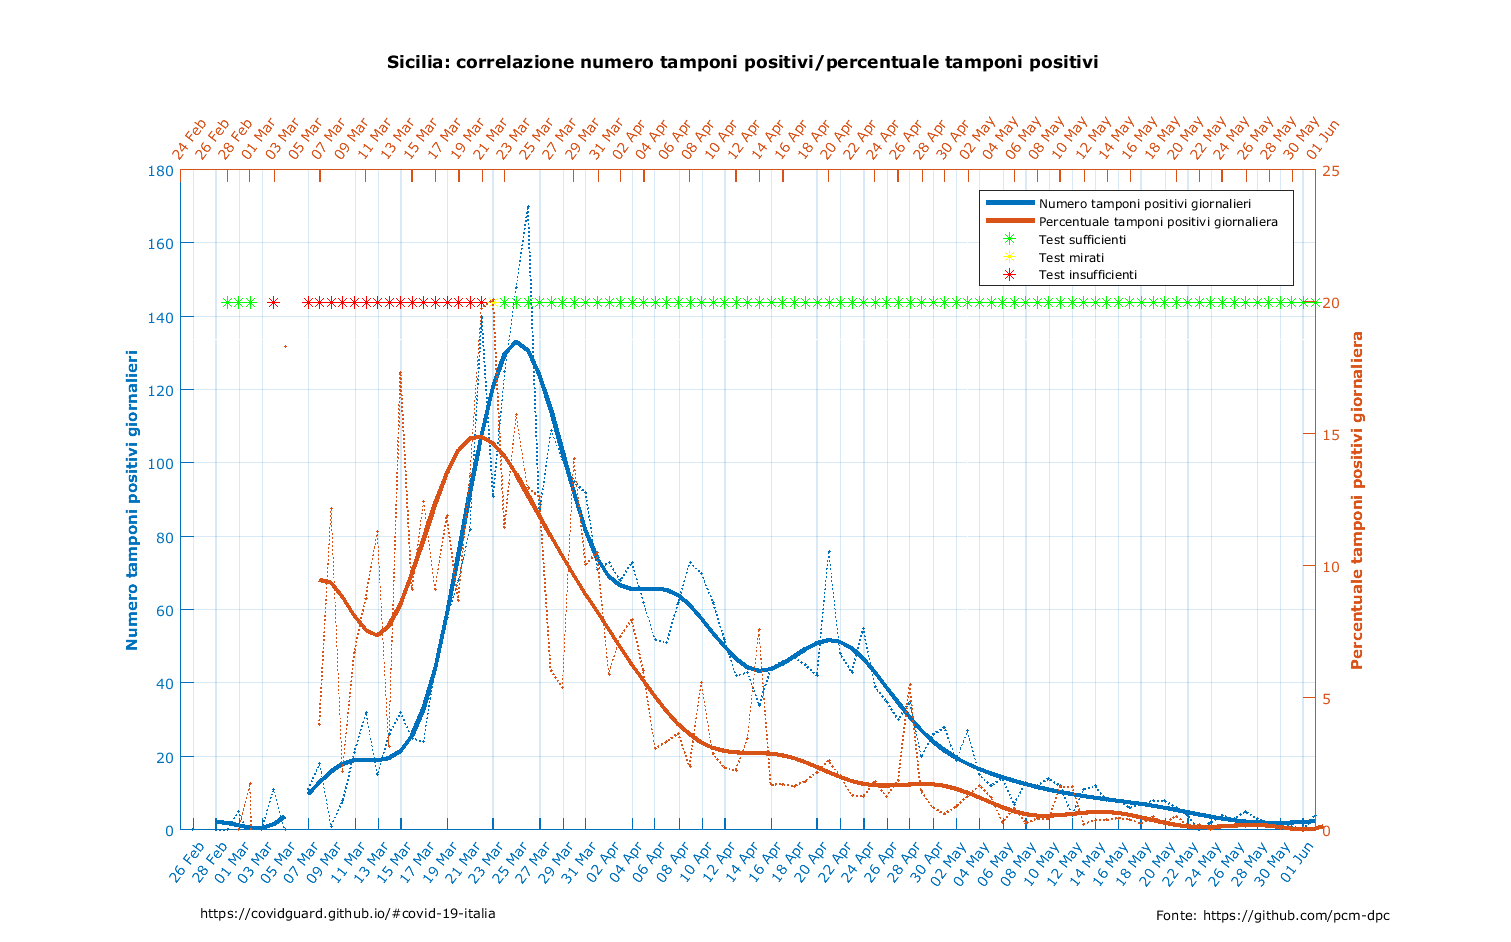 Sicilia: correlazione numero tamponi positivi/percentuale tamponi positivi
24 Feb 26 Feb 28 Feb 01 Mar 03 Mar 05 Mar 07 Mar 09 Mar 11 Mar 13 Mar 15 Mar 17 Mar 19 Mar 21 Mar 23 Mar 25 Mar 27 Mar 29 Mar 31 Mar 02 Apr 04 Apr 06 Apr 08 Apr 10 Apr 12 Apr 14 Apr 16 Apr 18 Apr 20 Apr 22 Apr 24 Apr 26 Apr 28 Apr 30 Apr 02 May 04 May 06 May 08 May 10 May 12 May 14 May 16 May 18 May 20 May 22 May 24 May 26 May 28 May 30 May 01 Jun
180
160
140
120
100
80
60
40
20
0
Numero tamponi positivi giornalieri
Numero tamponi positivi giornalieri
Percentuale tamponi positivi giornaliera
Test sufficienti
Test mirati
Test insufficienti
25
20
15
10
5
0
Percentuale tamponi positivi giornaliera
26 Feb 28 Feb 01 Mar 03 Mar 05 Mar 07 Mar 09 Mar 11 Mar 13 Mar 15 Mar 17 Mar 19 Mar 21 Mar 23 Mar 25 Mar 27 Mar 29 Mar 31 Mar 02 Apr 04 Apr 06 Apr 08 Apr 10 Apr 12 Apr 14 Apr 16 Apr 18 Apr 20 Apr 22 Apr 24 Apr 26 Apr 28 Apr 30 Apr 02 May 04 May 06 May 08 May 10 May 12 May 14 May 16 May 18 May 20 May 22 May 24 May 26 May 28 May 30 May 01 Jun
https://covidguard.github.io/#covid-19-italia
Fonte: https://github.com/pcm-dpc